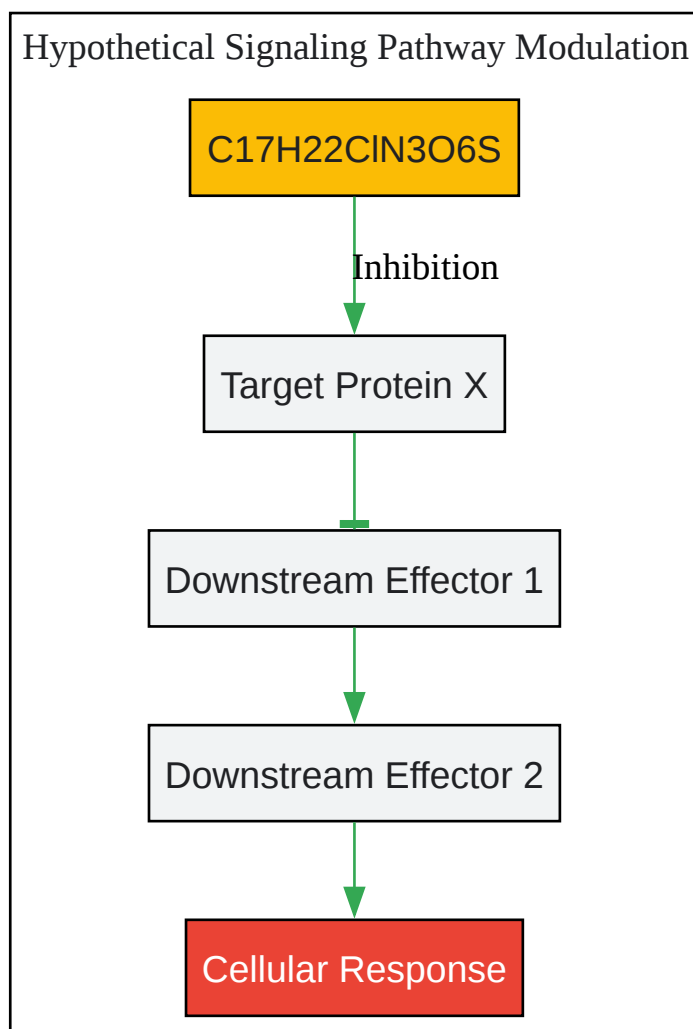 Hypothetical Signaling Pathway Modulation
C17H22ClN3O6S
Inhibition
Target Protein X
Downstream Effector 1
Downstream Effector 2
Cellular Response